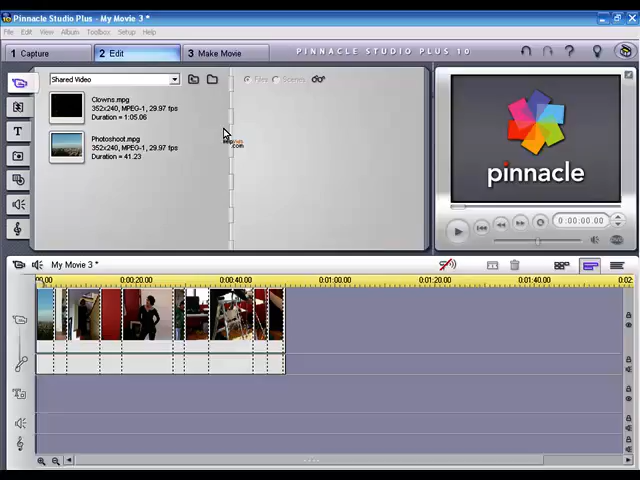 Pinnacle Studio Plus - My Movie 3 *
File Edit View Album Toolbox Setup Help
1 Capture
2 Edit
3 Make Movie
PINNACLE STUDIO PLUS 10
Shared Video
Files Scenes
Clowns.mpg
352x240, MPEG-1, 29.97 fps
Duration = 1:05.06
Photoshoot.mpg
352x240, MPEG-1, 29.97 fps
Duration = 41.23
.com
pinnacle
0:00:00.00
My Movie 3 *
0:00:20.00 0:00:40.00 0:01:00.00 0:01:20.00 0:01:40.00 0:02